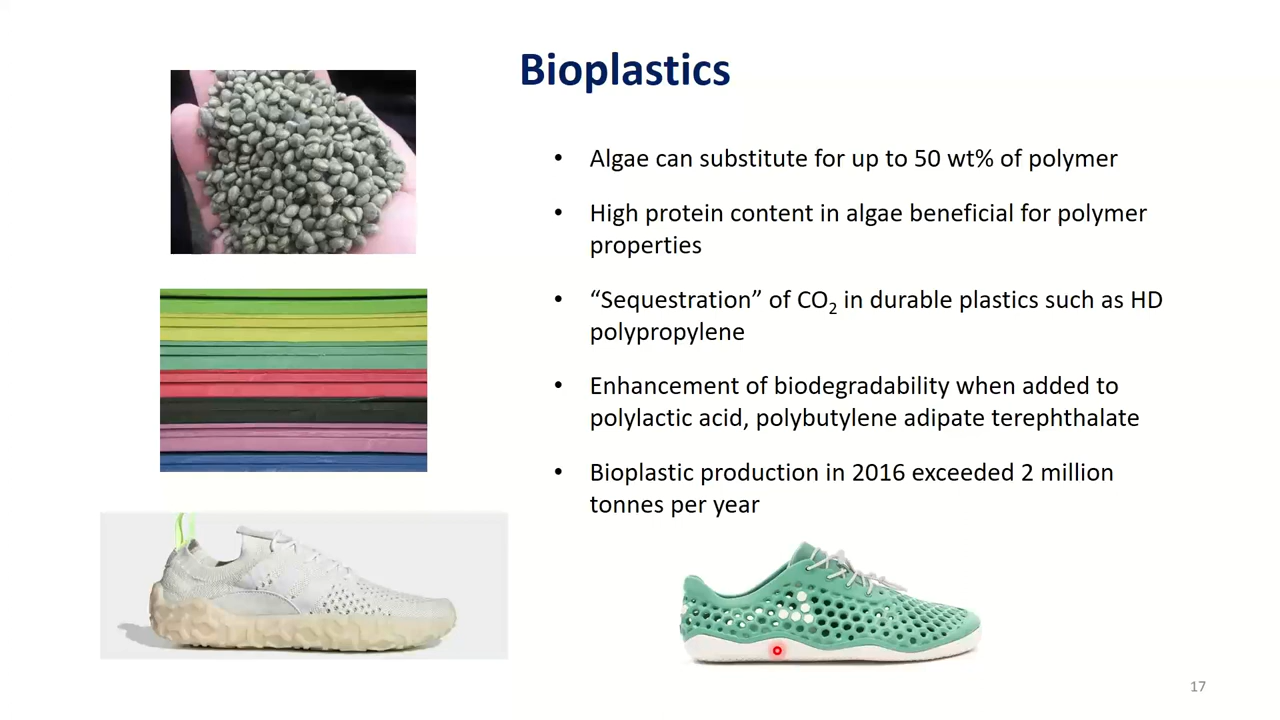 Bioplastics
• Algae can substitute for up to 50 wt% of polymer
• High protein content in algae beneficial for polymer
properties
• “Sequestration” of CO₂ in durable plastics such as HD
polypropylene
• Enhancement of biodegradability when added to
polylactic acid, polybutylene adipate terephthalate
• Bioplastic production in 2016 exceeded 2 million
tonnes per year
17